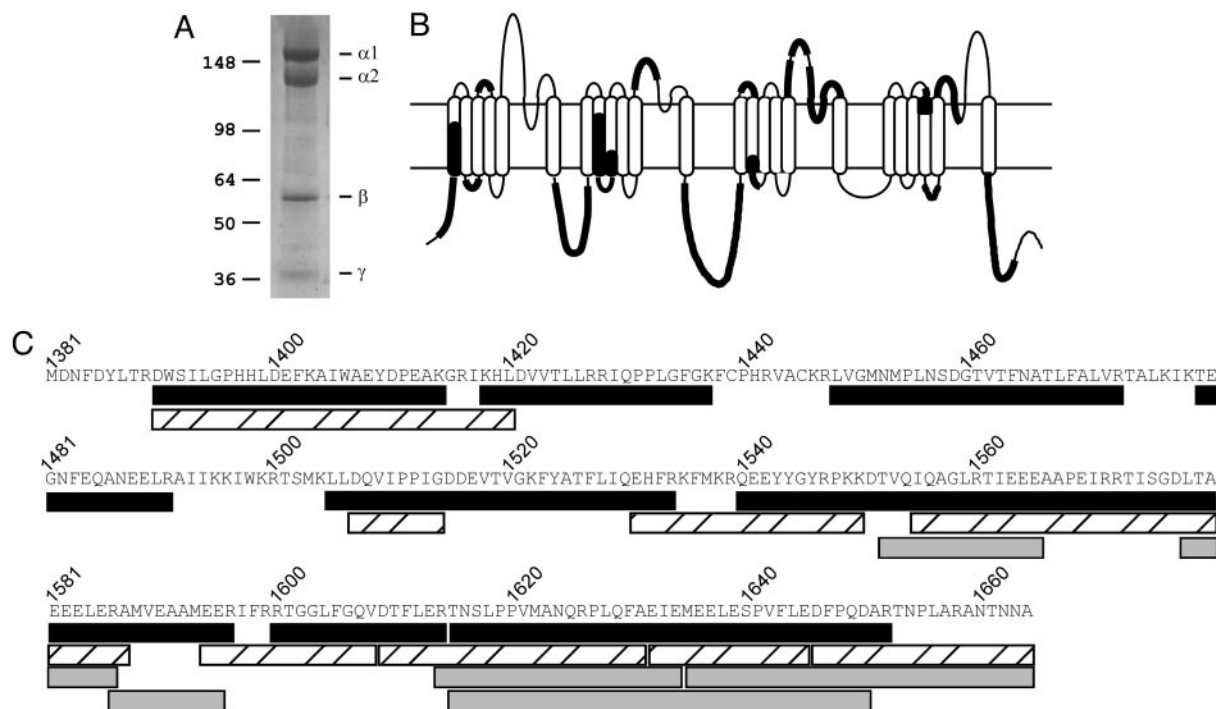 A
B
148
98
64
50
36
α1
α2
β
γ
C
1381 1400 1420 1440 1460
MDNFDYLTRDWSILGPHHLDEFKAIWAEYDPEAKGRIKHLDVVTLLRRIQPPLGFGKFCPHRVACKRLVGMNMPLNSDGTVTFNATLFALVRTALKIKTE
1481 1500 1520 1540 1560
GNFEQANEELRAIIKKIWKRTSMKLLDQVIPPIGDDEVTVGKFYATFLIQEHFRKFMKRQEEYYGYRPKKDTVQIQAGLRTIEEEAAPEIRRTISGDLTA
1581 1600 1620 1640 1660
EEELERAMVEAAMEERIFRRTGGLFGQVDTFLERTNSLPPVMANQRPLQFAEIEMEELESPVFLEDFPQDARTNPLARANTNNA